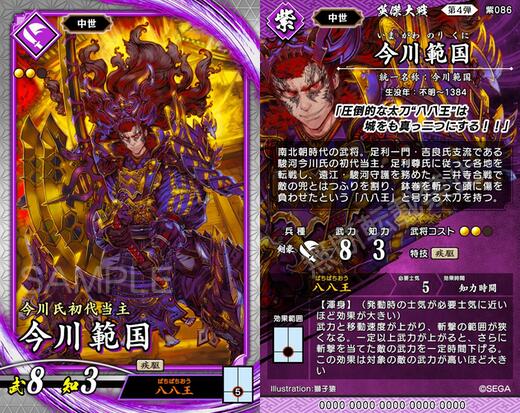 中世
SAMPLE
今川氏初代当主
今川範国
疾駆
武8 知3
ぱちぱちおう
八八王
5
紫
中世
英傑大戦
第4弾
紫086
いまがわ のりくに
今川範国
統一名称:今川範国
生没年:不明~1384
「圧倒的な太刀“八八王”は
城をも真っ二つにする!!」
南北朝時代の武将。足利一門・吉良氏支流である
駿河今川氏の初代当主。足利尊氏に従って各地を
転戦し、遠江・駿河守護を務めた。三井寺合戦で
敵の兜とはつふりを割り、鉢巻を斬って頭に傷を
負わせたという「八八王」と号する太刀を持つ。
兵種 武力 知力 武将コスト
剣豪 8 3 特技 疾駆
ぱちぱちおう 必要士気 効果時間
八八王 5 知力時間
効果範囲
【渾身】(発動時の士気が必要士気に近い
ほど効果が大きい)
武力と移動速度が上がり、斬撃の範囲が狭
くなる。一定以上武力が上がると、さらに
斬撃を当てた敵の武力を一定時間下げる。
この効果は対象の敵の武力が高いほど大き
い
Illustration:獅子猿
©SEGA
0000 0000 0000 0000 0000